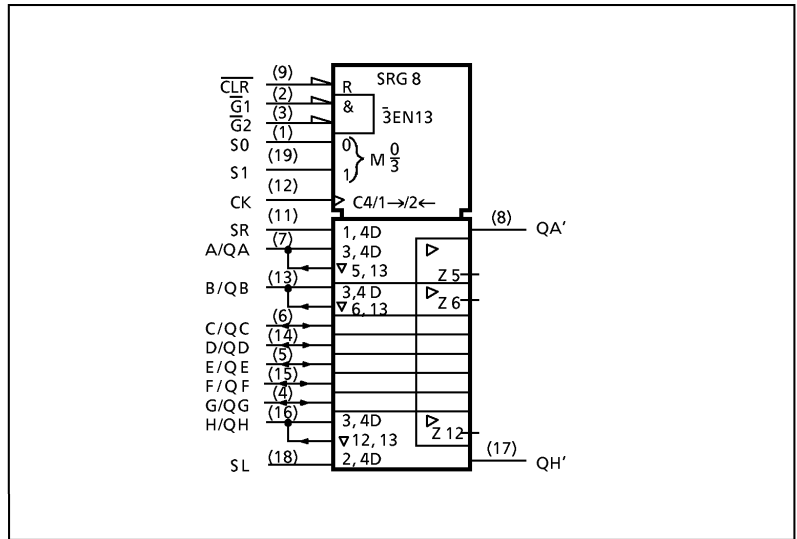 (9) SRG 8
CLR R
(2)
G1 &
(3) 3EN13
G2
(1)
S0 0
(19) M 0/3
S1 1
(12)
CK C4/1→/2←
(11) (8)
SR 1, 4D QA′
(7)
A/QA 3, 4D
5, 13 Z 5
(13)
B/QB 3,4 D
6, 13 Z 6
(6)
C/QC
(14)
D/QD
(5)
E/QE
(15)
F/QF
(4)
G/QG
(16)
H/QH 3, 4D
12, 13 Z 12
(18) (17)
SL 2, 4D QH′